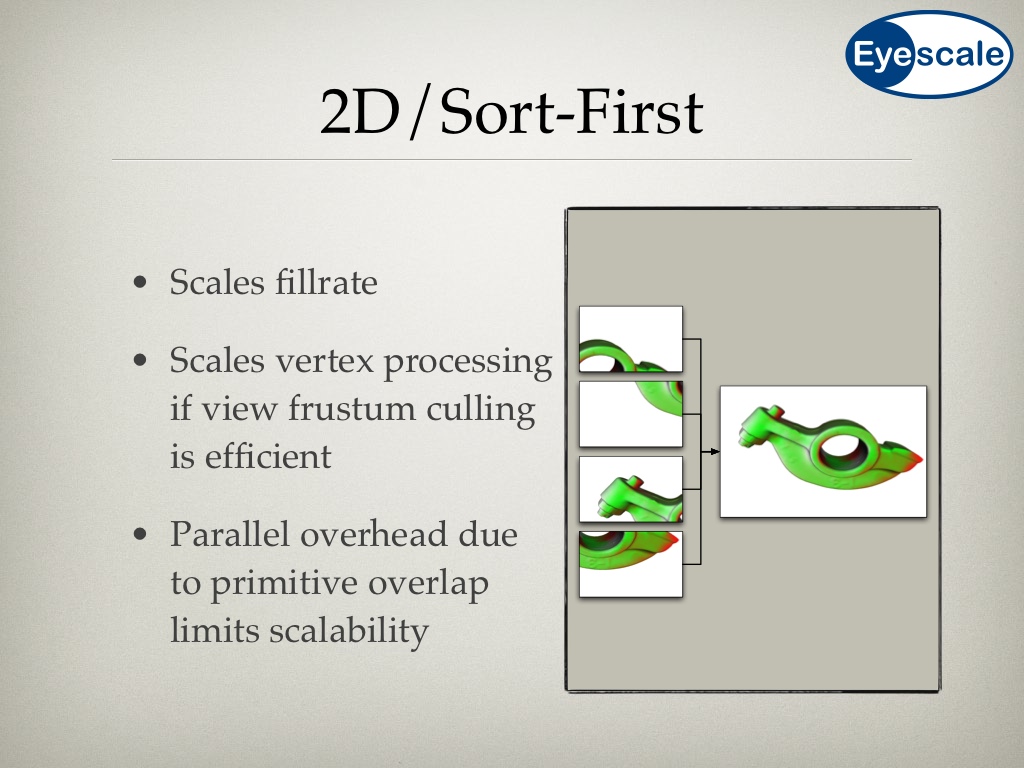 Eyescale
2D/Sort-First
• Scales fillrate
• Scales vertex processing
if view frustum culling
is efficient
• Parallel overhead due
to primitive overlap
limits scalability